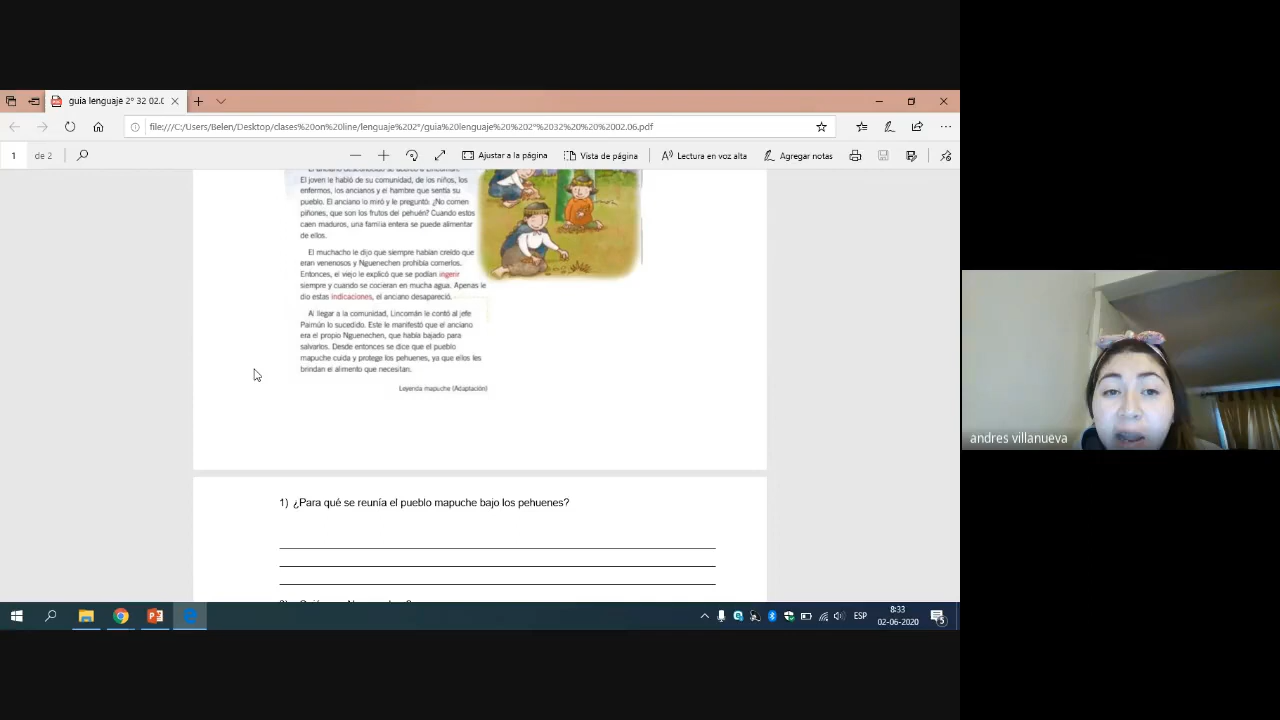 guia lenguaje 2° 32 02.0
file:///C:/Users/Belen/Desktop/clases%20on%20line/lenguaje%202°/guia%20lenguaje%20%202°%2032%20%20%2002.06.pdf
1 de 2 Ajustar a la página Vista de página Lectura en voz alta Agregar notas
El joven le habló de su comunidad, de los niños, los
enfermos, los ancianos y el hambre que sentía su
pueblo. El anciano lo miró y le preguntó: ¿No comen
piñones, que son los frutos del pehuén? Cuando estos
caen maduros, una familia entera se puede alimentar
de ellos.
El muchacho le dijo que siempre habían creído que
eran venenosos y Nguenechen prohibía comerlos.
Entonces, el viejo le explicó que se podían ingerir
siempre y cuando se cocieran en mucha agua. Apenas le
dio estas indicaciones, el anciano desapareció.
Al llegar a la comunidad, Lincomán le contó al jefe
Paimún lo sucedido. Este le manifestó que el anciano
era el propio Nguenechen, que había bajado para
salvarlos. Desde entonces se dice que el pueblo
mapuche cuida y protege los pehuenes, ya que ellos les
brindan el alimento que necesitan.
Leyenda mapuche (Adaptación)
1) ¿Para qué se reunía el pueblo mapuche bajo los pehuenes?
andres villanueva
ESP
8:33
02-06-2020
5